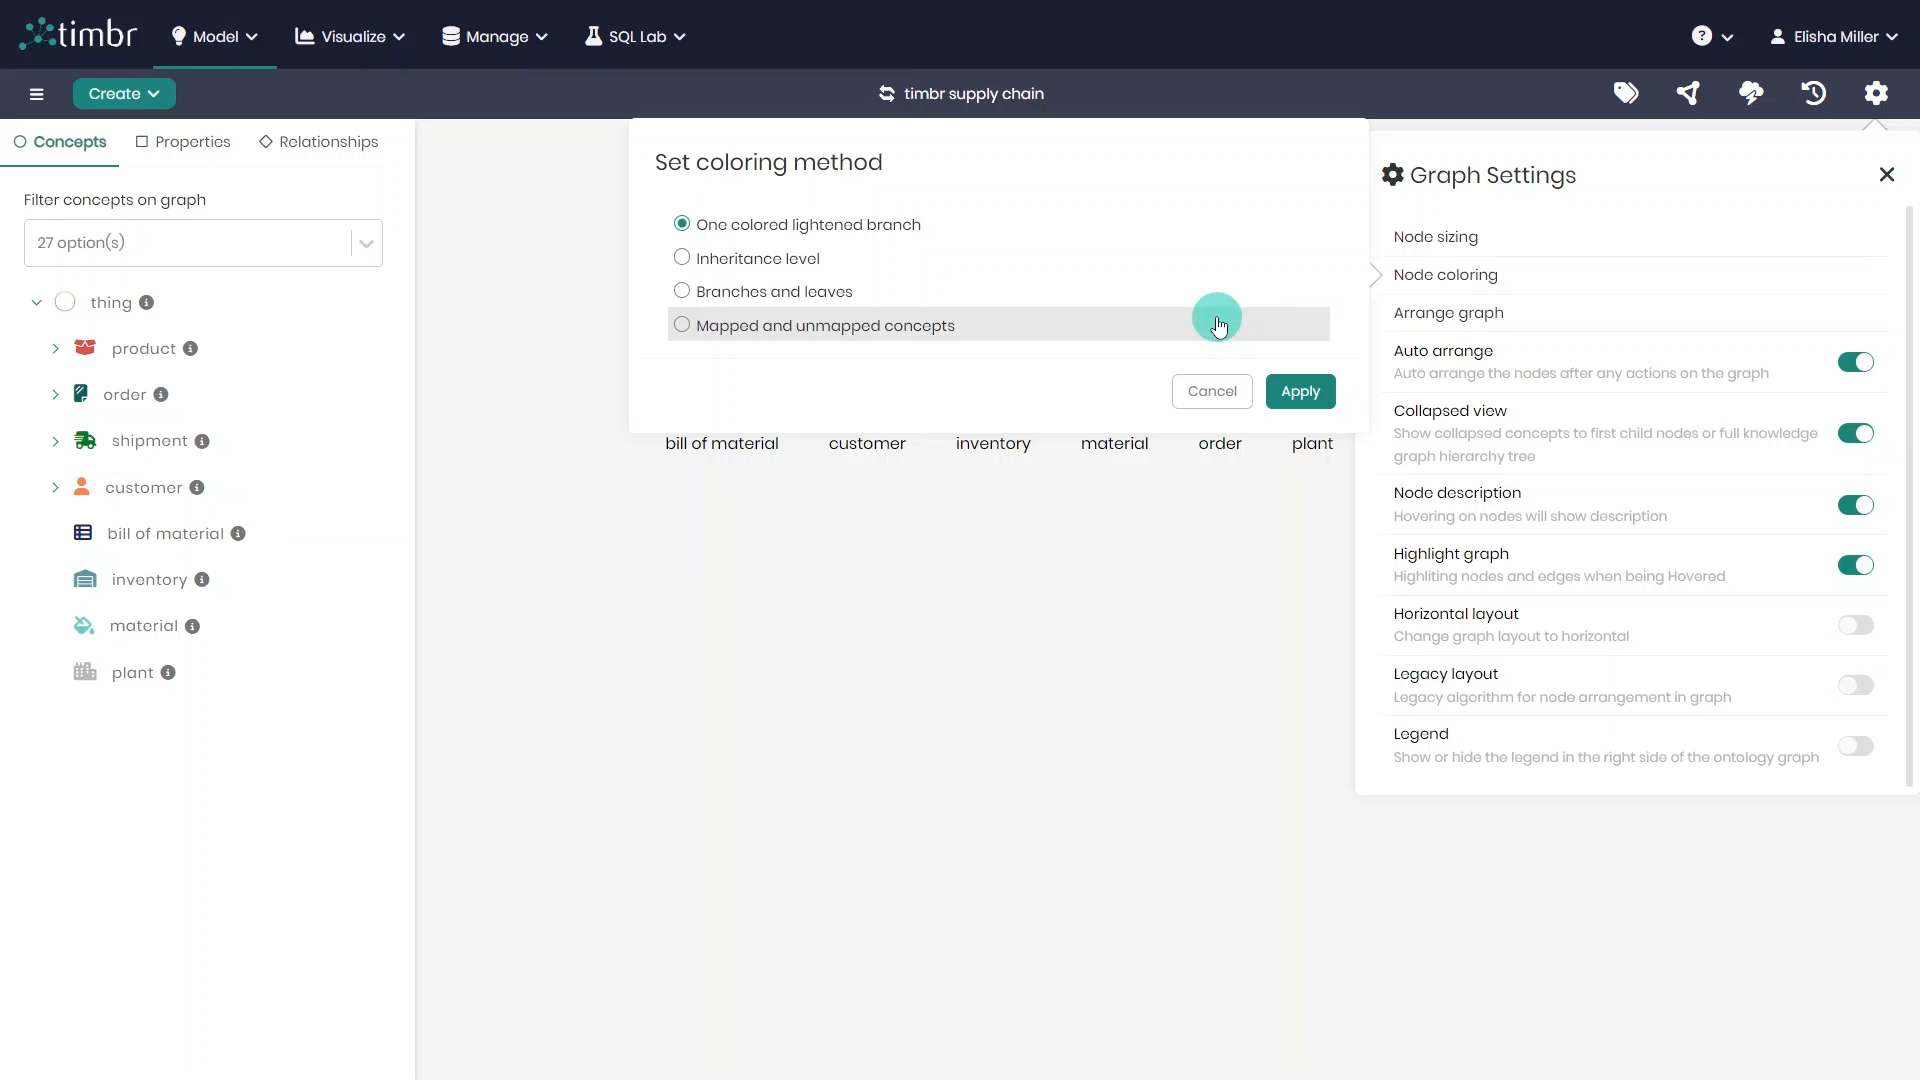 timbr
Model
Visualize
Manage
SQL Lab
?
Elisha Miller
Create
timbr supply chain
Concepts
Properties
Relationships
Filter concepts on graph
27 option(s)
thing
product
order
shipment
customer
bill of material
inventory
material
plant
Set coloring method
One colored lightened branch
Inheritance level
Branches and leaves
Mapped and unmapped concepts
Cancel
Apply
bill of material
customer
inventory
material
order
plant
Graph Settings
Node sizing
Node coloring
Arrange graph
Auto arrange
Auto arrange the nodes after any actions on the graph
Collapsed view
Show collapsed concepts to first child nodes or full knowledge
graph hierarchy tree
Node description
Hovering on nodes will show description
Highlight graph
Highliting nodes and edges when being Hovered
Horizontal layout
Change graph layout to horizontal
Legacy layout
Legacy algorithm for node arrangement in graph
Legend
Show or hide the legend in the right side of the ontology graph